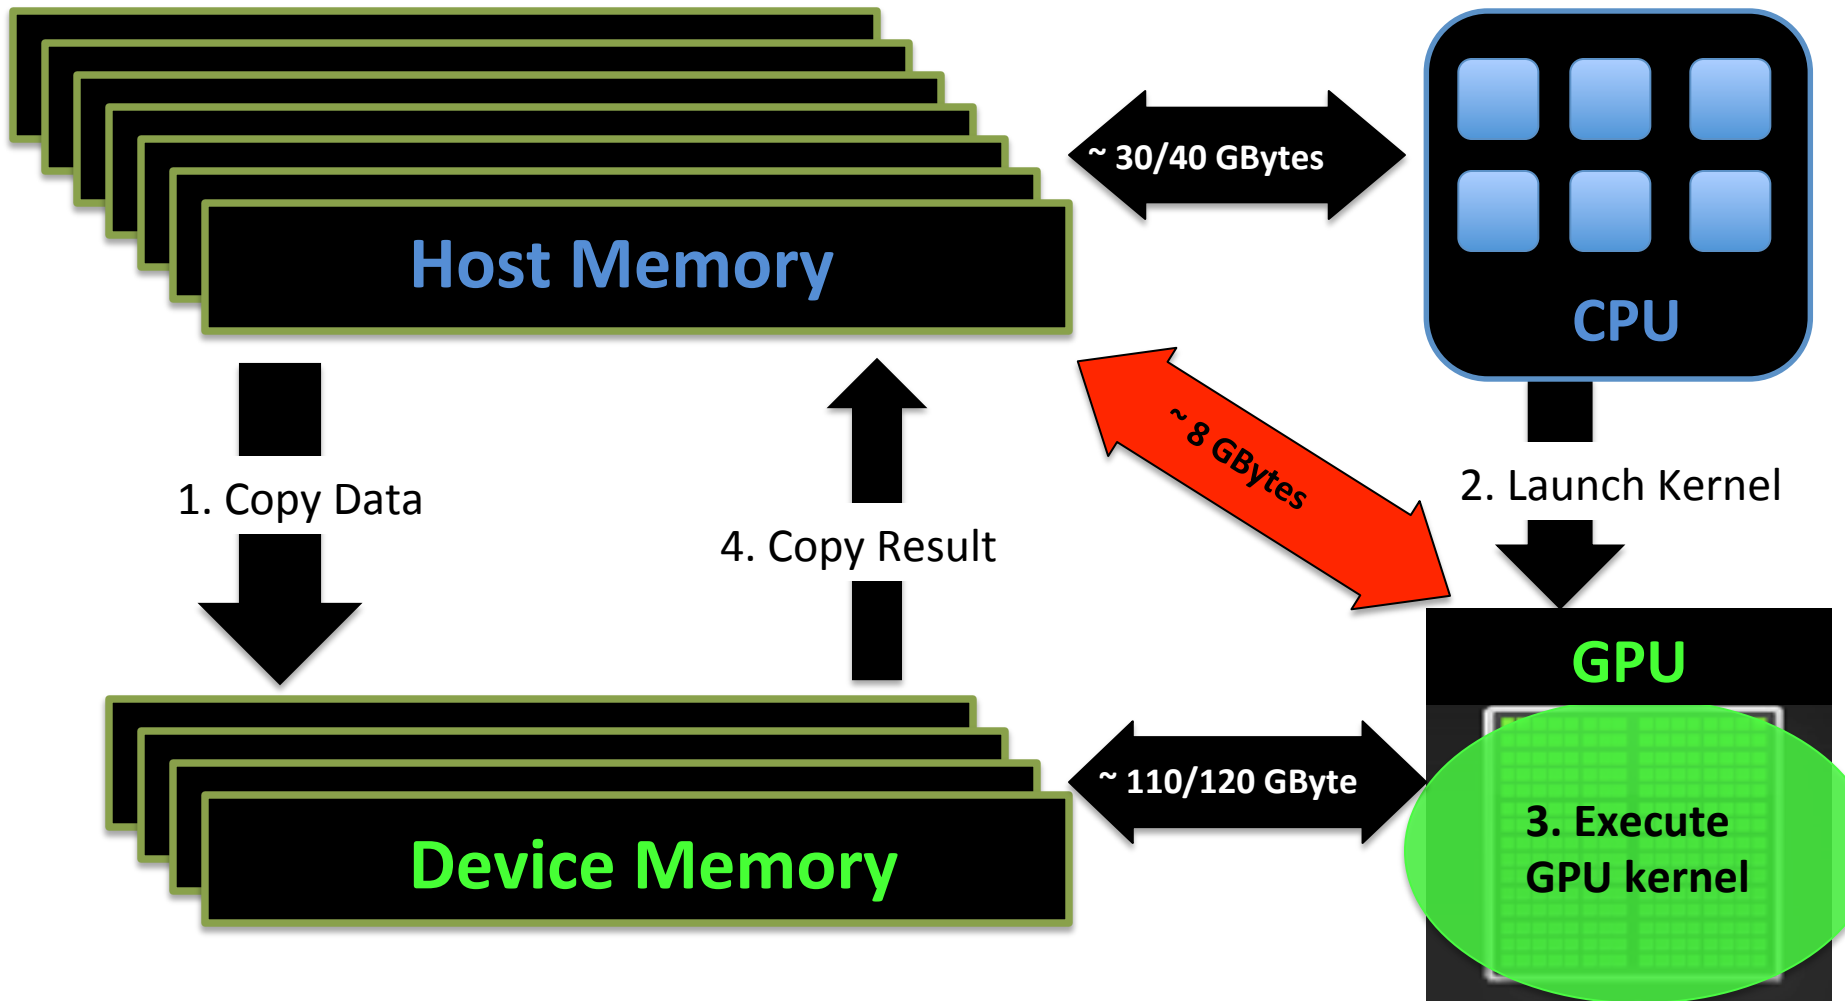 ~ 30/40 GBytes
Host Memory
CPU
~ 8 GBytes
1. Copy Data
2. Launch Kernel
4. Copy Result
GPU
~ 110/120 GByte
3. Execute
GPU kernel
Device Memory